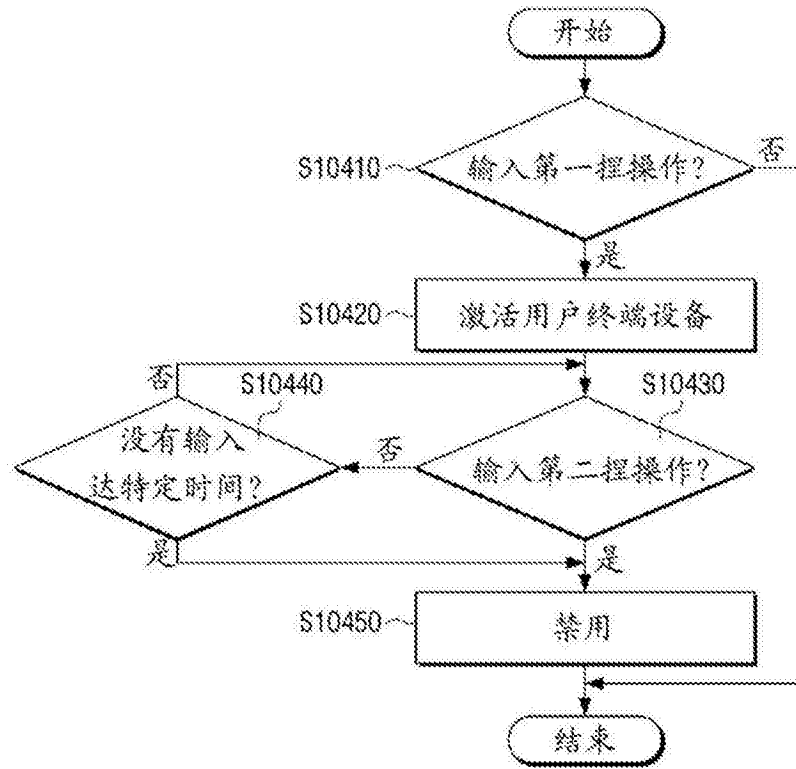 开始
S10410
输入第一捏操作?
否
是
S10420
激活用户终端设备
否
S10440
S10430
没有输入
达特定时间?
否
输入第二捏操作?
是
是
S10450
禁用
结束